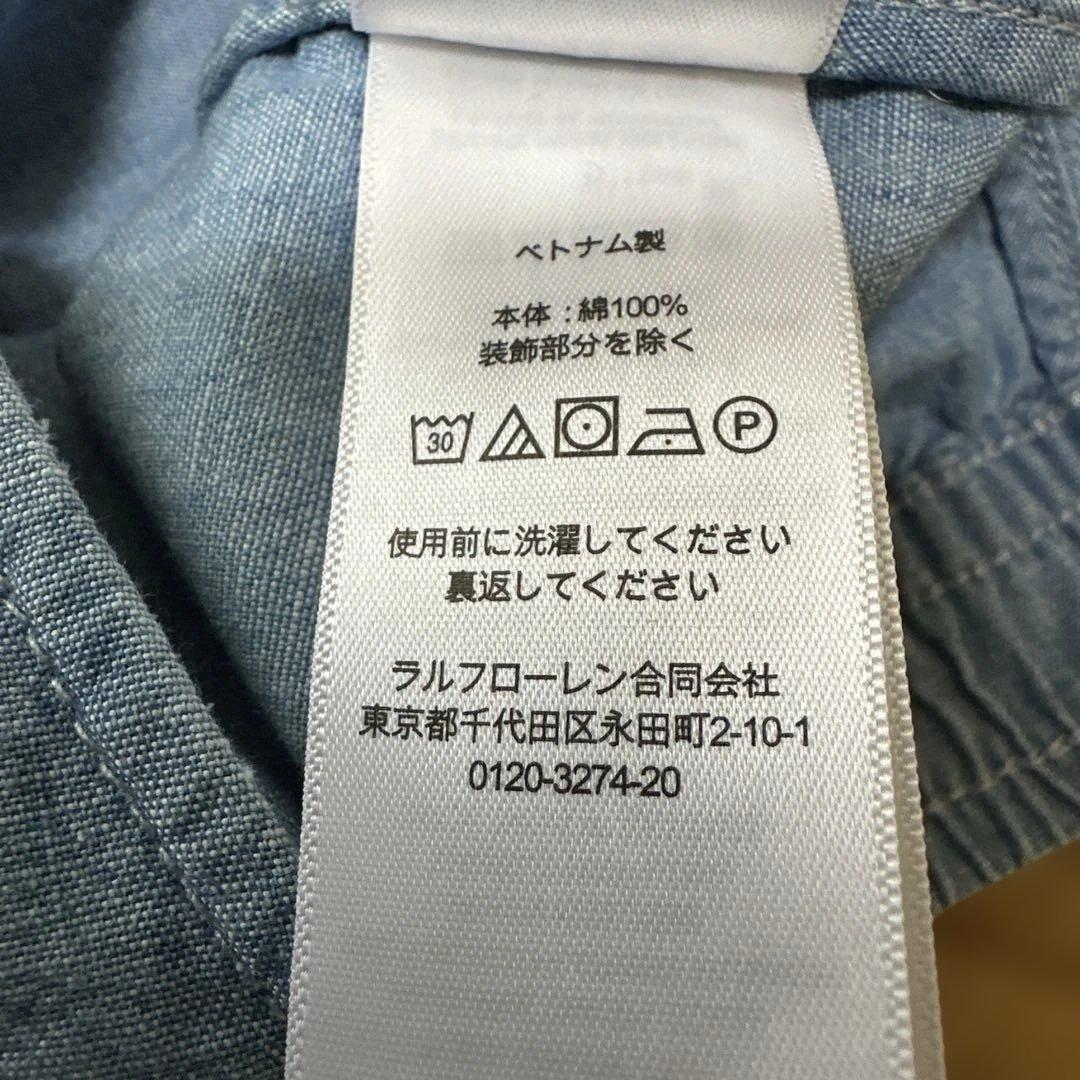 ベトナム製
本体 : 綿100%
装飾部分を除く
30 P
使用前に洗濯してください
裏返してください
ラルフローレン合同会社
東京都千代田区永田町2-10-1
0120-3274-20